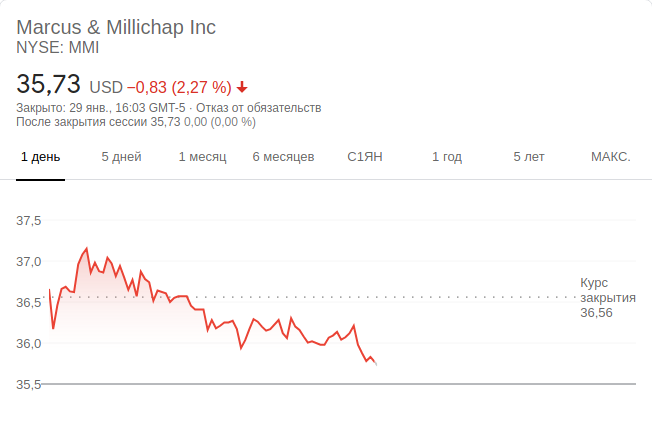 Marcus & Millichap Inc
NYSE: MMI
35,73 USD −0,83 (2,27 %)
Закрыто: 29 янв., 16:03 GMT-5 · Отказ от обязательств
После закрытия сессии 35,73 0,00 (0,00 %)
1 день 5 дней 1 месяц 6 месяцев С1ЯН 1 год 5 лет МАКС.
37,5
37,0
36,5
36,0
35,5
Курс
закрытия
36,56